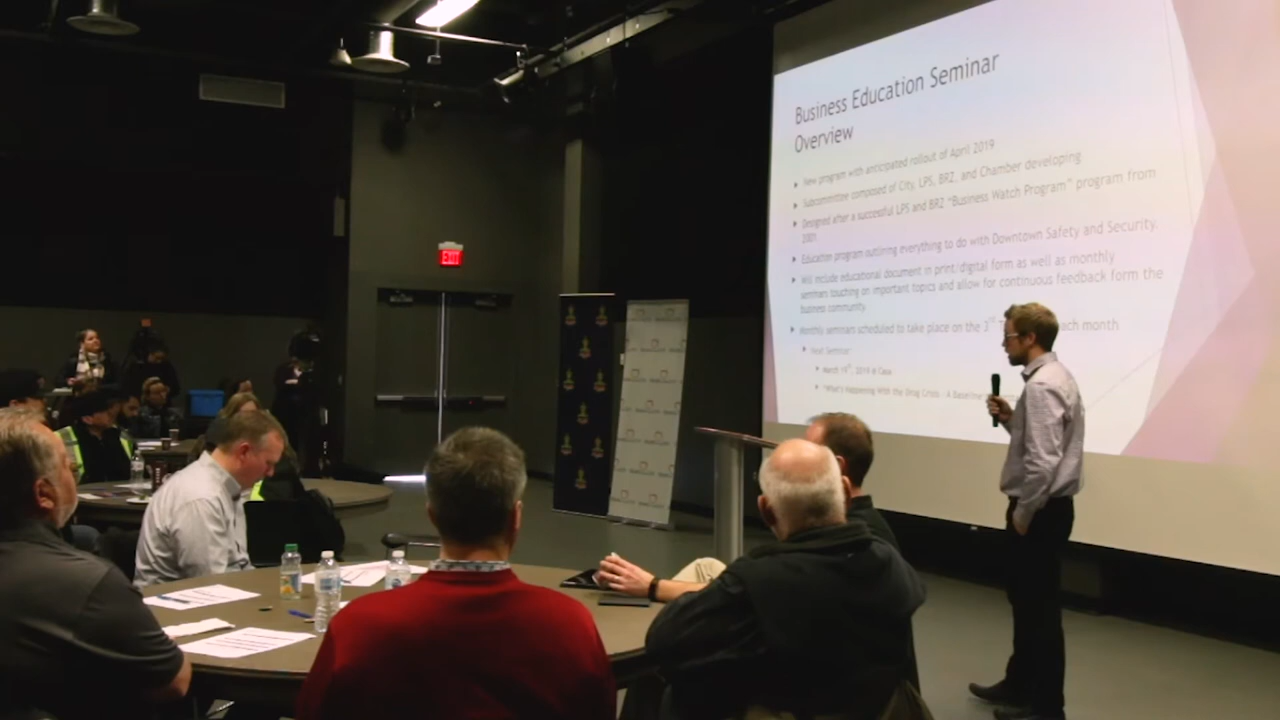 Business Education Seminar
Overview
New program with anticipated rollout of April 2019
Subcommittee composed of City, LPS, BRZ, and Chamber developing
Designed after a successful LPS and BRZ "Business Watch Program" program from
2001.
Education program outlining everything to do with Downtown Safety and Security.
Will include educational document in print/digital form as well as monthly
seminars touching on important topics and allow for continuous feedback form the
business community.
Monthly seminars scheduled to take place on the 3rd T each month
Next Seminar:
March 19th, 2019 @ Casa
"What's Happening With the Drug Crisis - A Baseline
EXIT